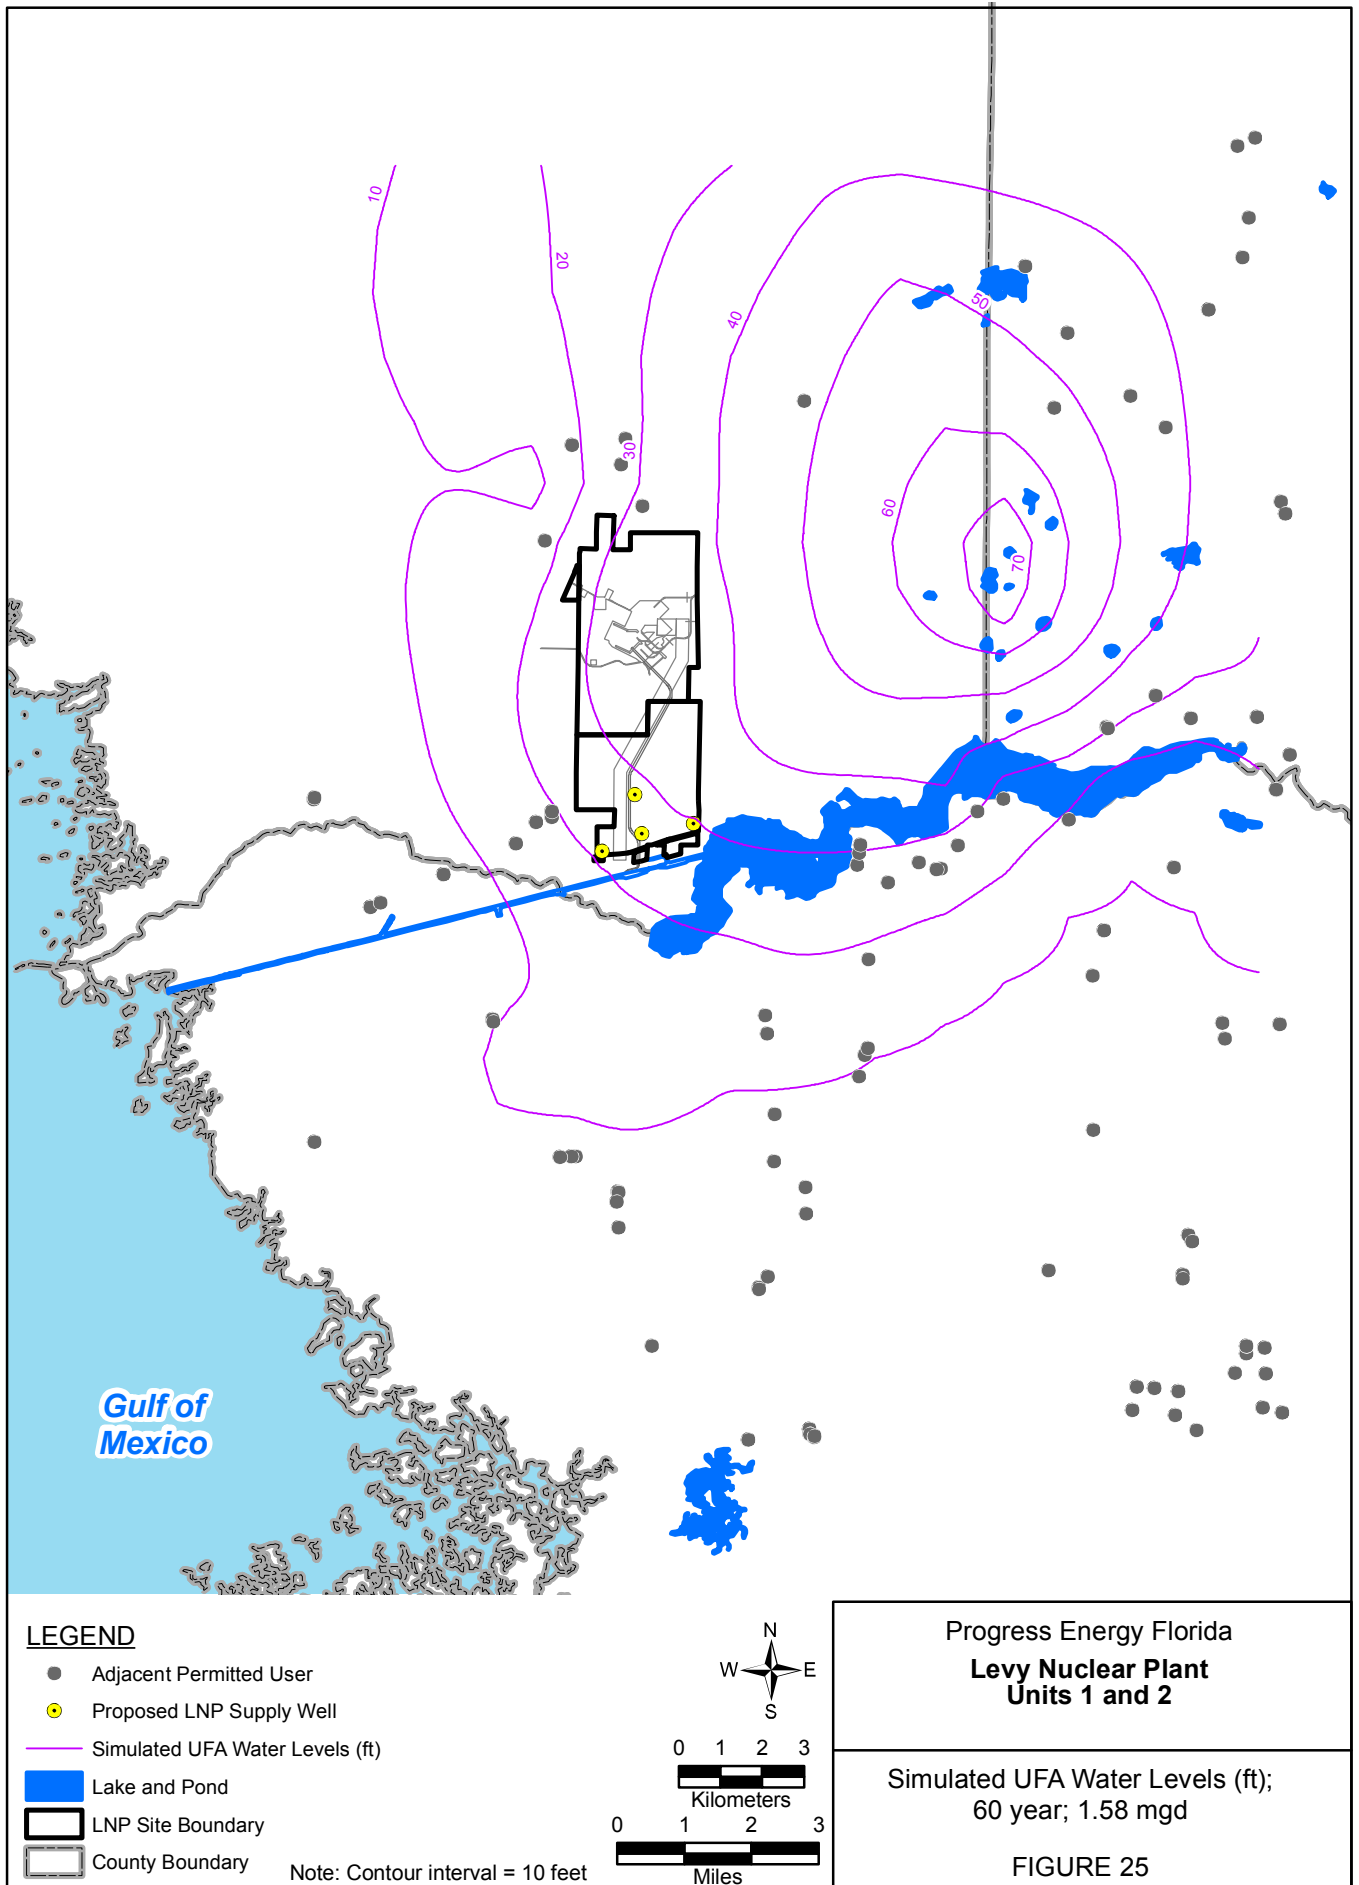 10
20
30
40
50
60
70
Gulf of
Mexico
LEGEND
Adjacent Permitted User
Proposed LNP Supply Well
Simulated UFA Water Levels (ft)
Lake and Pond
LNP Site Boundary
County Boundary
Note: Contour interval = 10 feet
N
W E
S
0 1 2 3
Kilometers
0 1 2 3
Miles
Progress Energy Florida
Levy Nuclear Plant
Units 1 and 2
Simulated UFA Water Levels (ft);
60 year; 1.58 mgd
FIGURE 25